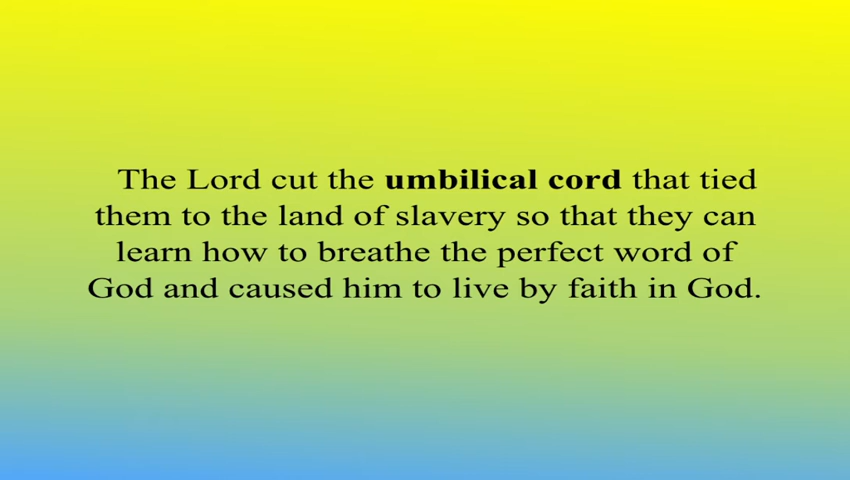 The Lord cut the umbilical cord that tied
them to the land of slavery so that they can
learn how to breathe the perfect word of
God and caused him to live by faith in God.